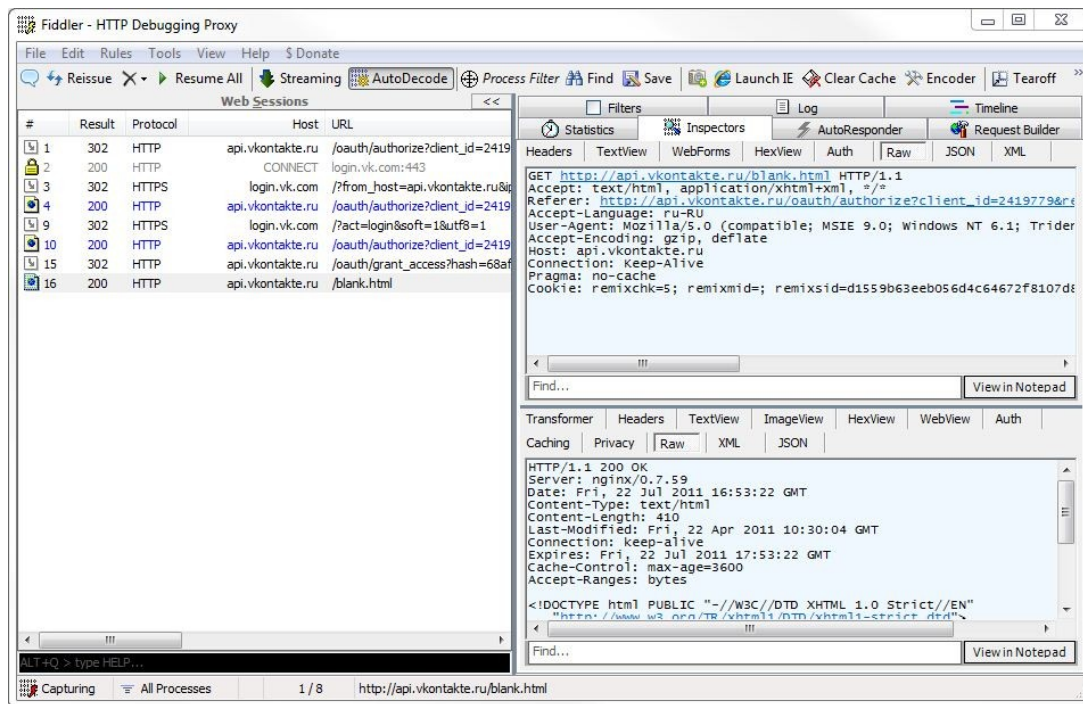 Fiddler - HTTP Debugging Proxy
File Edit Rules Tools View Help $ Donate
Reissue Resume All Streaming AutoDecode Process Filter Find Save Launch IE Clear Cache Encoder Tearoff »
Web Sessions <<
# Result Protocol Host URL
1 302 HTTP api.vkontakte.ru /oauth/authorize?client_id=2419
2 200 HTTP CONNECT login.vk.com:443
3 302 HTTPS login.vk.com /?from_host=api.vkontakte.ru&ip
4 200 HTTP api.vkontakte.ru /oauth/authorize?client_id=2419
9 302 HTTPS login.vk.com /?act=login&soft=1&utf8=1
10 200 HTTP api.vkontakte.ru /oauth/authorize?client_id=2419
15 302 HTTP api.vkontakte.ru /oauth/grant_access?hash=68af
16 200 HTTP api.vkontakte.ru /blank.html
ALT+Q > type HELP...
Filters Log Timeline
Statistics Inspectors AutoResponder Request Builder
Headers TextView WebForms HexView Auth Raw JSON XML
GET http://api.vkontakte.ru/blank.html HTTP/1.1
Accept: text/html, application/xhtml+xml, */*
Referer: http://api.vkontakte.ru/oauth/authorize?client_id=2419779&re
Accept-Language: ru-RU
User-Agent: Mozilla/5.0 (compatible; MSIE 9.0; Windows NT 6.1; Trider
Accept-Encoding: gzip, deflate
Host: api.vkontakte.ru
Connection: Keep-Alive
Pragma: no-cache
Cookie: remixchk=5; remixmid=; remixsid=d1559b63eeb056d4c64672f8107d8
Find... View in Notepad
Transformer Headers TextView ImageView HexView WebView Auth
Caching Privacy Raw XML JSON
HTTP/1.1 200 OK
Server: nginx/0.7.59
Date: Fri, 22 Jul 2011 16:53:22 GMT
Content-Type: text/html
Content-Length: 410
Last-Modified: Fri, 22 Apr 2011 10:30:04 GMT
Connection: keep-alive
Expires: Fri, 22 Jul 2011 17:53:22 GMT
Cache-Control: max-age=3600
Accept-Ranges: bytes
<!DOCTYPE html PUBLIC "-//W3C//DTD XHTML 1.0 Strict//EN"
"http://www.w3.org/TR/xhtml1/DTD/xhtml1-strict.dtd">
Find... View in Notepad
Capturing All Processes 1 / 8 http://api.vkontakte.ru/blank.html